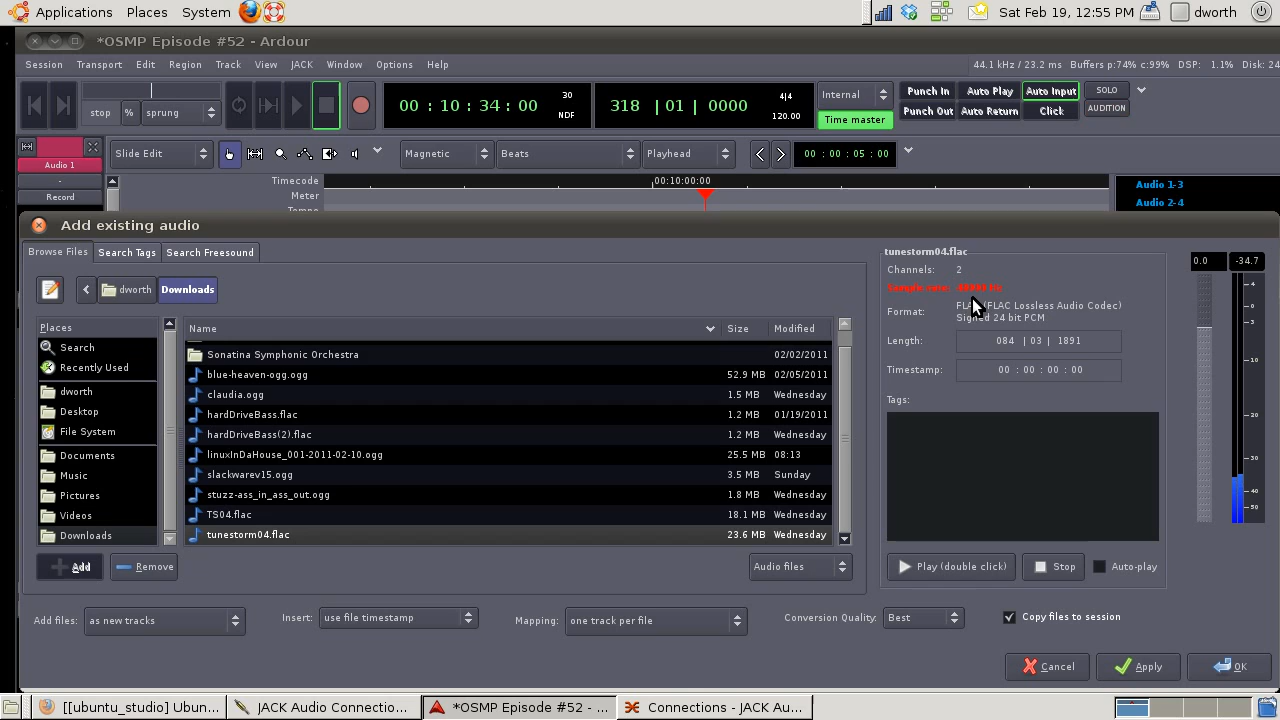 Applications Places System Sat Feb 19, 12:55 PM dworth
*OSMP Episode #52 - Ardour
Session Transport Edit Region Track View JACK Window Options Help 44.1 kHz / 23.2 ms Buffers p:74% c:99% DSP: 1.1% Disk: 24
stop % sprung 00 : 10 : 34 : 00 30 NDF 318 |01 | 0000 4|4 120.00 Internal Time master Punch In Auto Play Auto Input SOLO
Punch Out Auto Return Click AUDITION
Audio 1 Slide Edit Magnetic Beats Playhead 00 : 00 : 05 : 00
-
Record
Timecode 00:10:00:00 Audio 1-3
Meter Audio 2-4
Tempo
Add existing audio
Browse Files Search Tags Search Freesound
dworth Downloads
Places
Search
Recently Used
dworth
Desktop
File System
Documents
Music
Pictures
Videos
Downloads
Name Size Modified
Sonatina Symphonic Orchestra 02/02/2011
blue-heaven-ogg.ogg 52.9 MB 02/05/2011
claudia.ogg 1.5 MB Wednesday
hardDriveBass.flac 1.2 MB 01/19/2011
hardDriveBass(2).flac 1.2 MB Wednesday
linuxInDaHouse_001-2011-02-10.ogg 25.5 MB 08:13
slackwarev15.ogg 3.5 MB Sunday
stuzz-ass_in_ass_out.ogg 1.8 MB Wednesday
TS04.flac 18.1 MB Wednesday
tunestorm04.flac 23.6 MB Wednesday
Add Remove Audio files
tunestorm04.flac
Channels: 2
Sample rate:
Format: (FLAC Lossless Audio Codec)
Signed 24 bit PCM
Length: 084 | 03 | 1891
Timestamp: 00 : 00 : 00 : 00
Tags:
Play (double click) Stop Auto-play
0.0 -34.7
-4
-0
-3
-10
-20
-30
-40
-50
Add files: as new tracks Insert: use file timestamp Mapping: one track per file Conversion Quality: Best Copy files to session
Cancel Apply OK
[[ubuntu_studio] Ubun... JACK Audio Connectio... *OSMP Episode #52 - ... Connections - JACK Au...